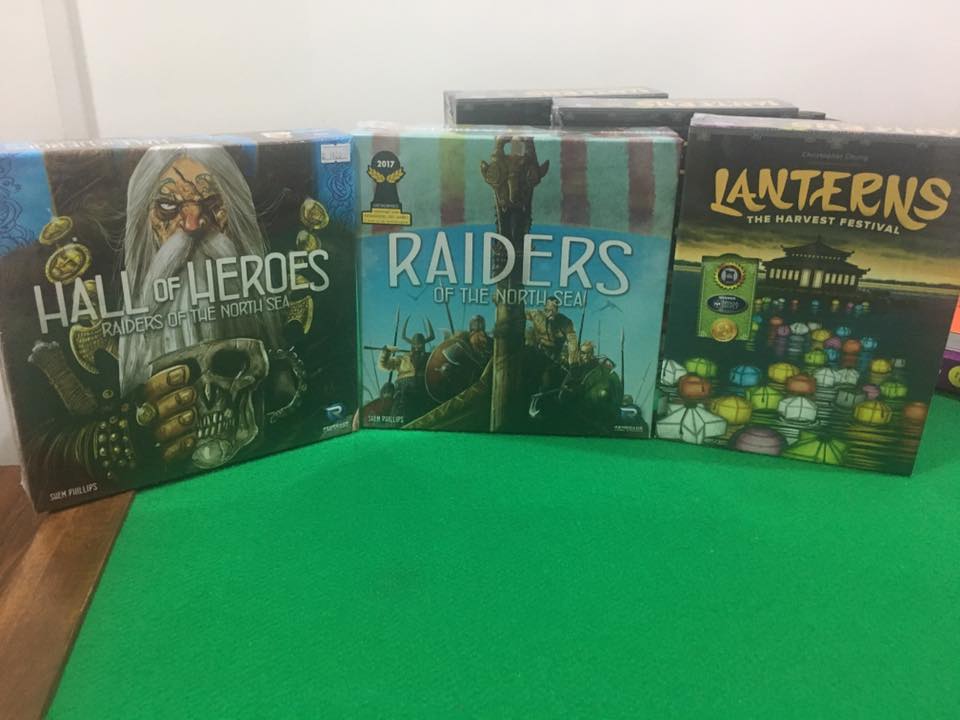 HALL OF HEROES
RAIDERS OF THE NORTH SEA
SHEM PHILLIPS
2017
RAIDERS
OF THE NORTH SEA
SHEM PHILLIPS
RENEGADE
Christopher Chung
LANTERNS
THE HARVEST FESTIVAL